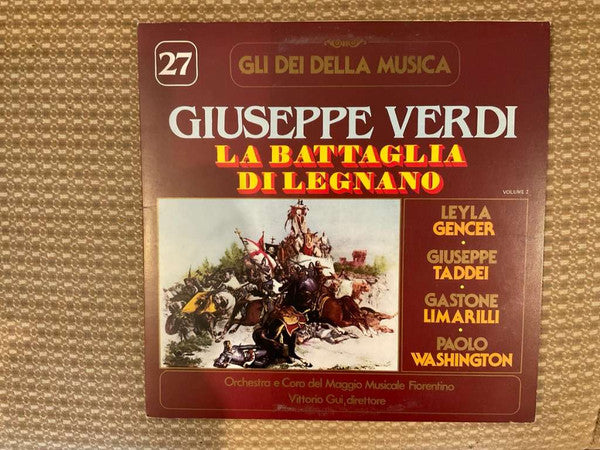 27
GLI DEI DELLA MUSICA
GIUSEPPE VERDI
LA BATTAGLIA
DI LEGNANO
VOLUME 2
LEYLA
GENCER
GIUSEPPE
TADDEI
GASTONE
LIMARILLI
PAOLO
WASHINGTON
Orchestra e Coro del Maggio Musicale Fiorentino
Vittorio Gui, direttore